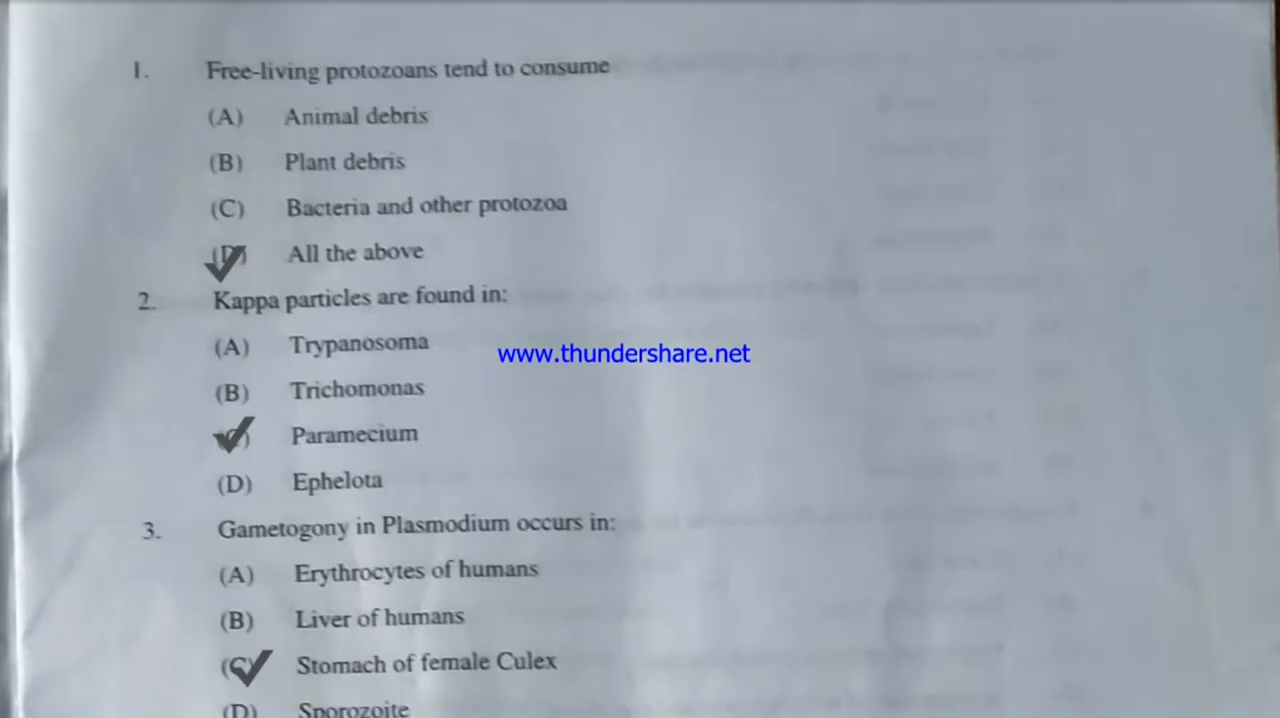 1. Free-living protozoans tend to consume
(A) Animal debris
(B) Plant debris
(C) Bacteria and other protozoa
(D) All the above
2. Kappa particles are found in:
(A) Trypanosoma
www.thundershare.net
(B) Trichomonas
(C) Paramecium
(D) Ephelota
3. Gametogony in Plasmodium occurs in:
(A) Erythrocytes of humans
(B) Liver of humans
(C) Stomach of female Culex
(D) Sporozoite